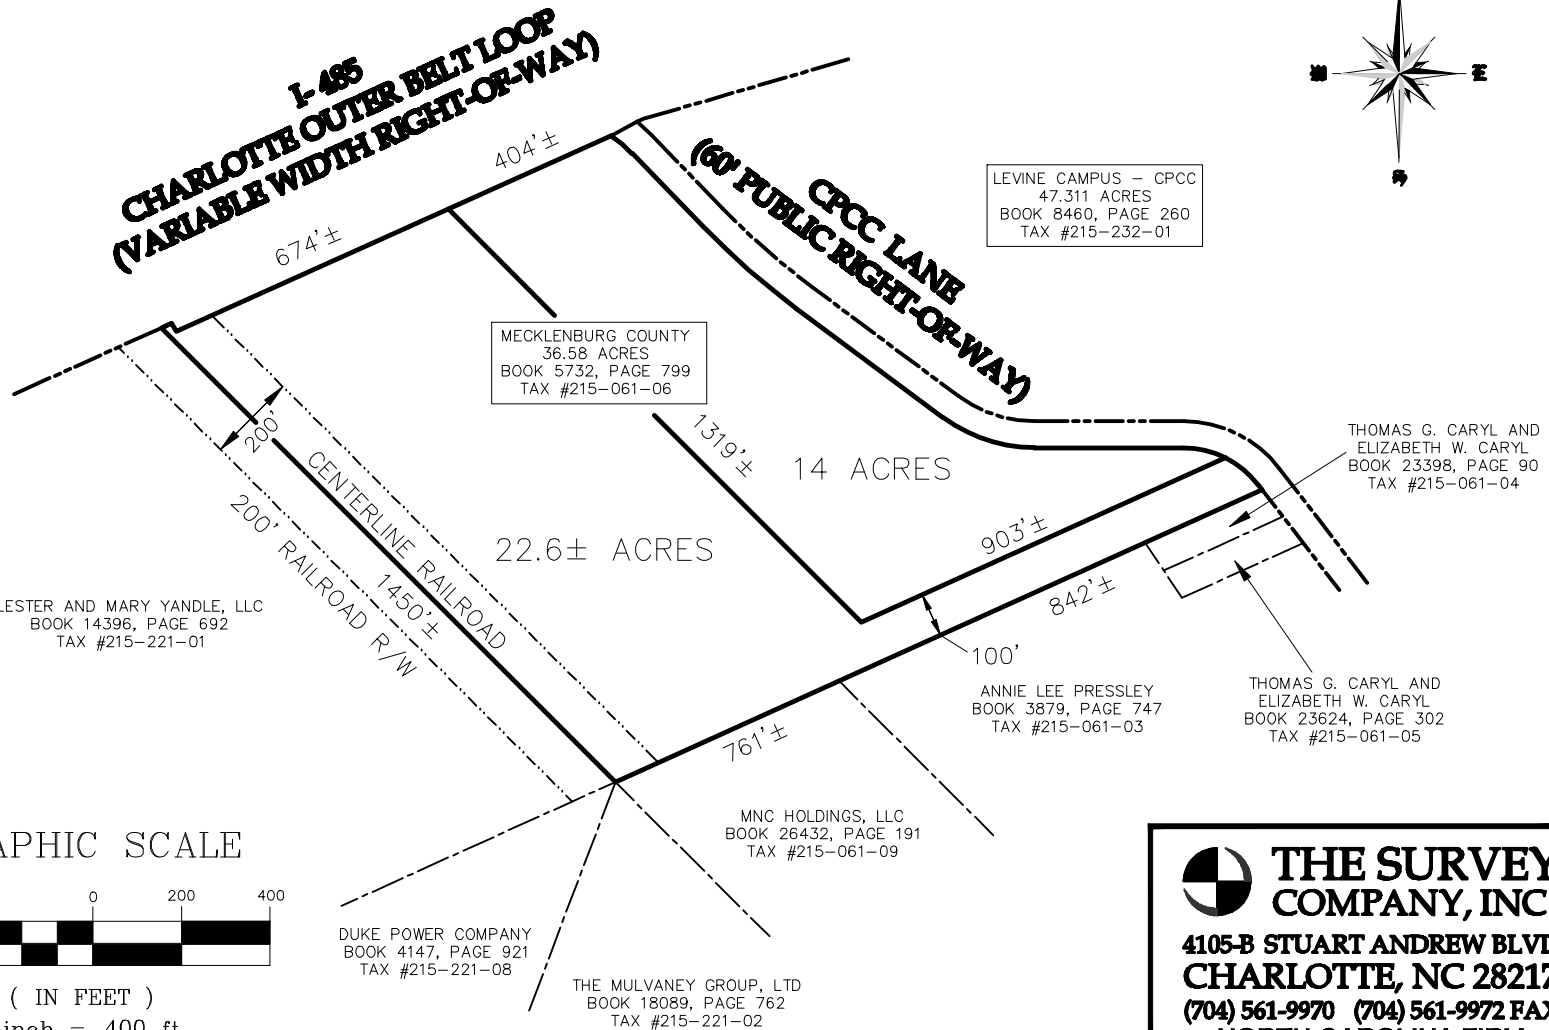 I- 485
CHARLOTTE OUTER BELT LOOP
(VARIABLE WIDTH RIGHT-OF-WAY)
404'±
674'±
CPCC LANE
(60' PUBLIC RIGHT-OF-WAY)
E
LEVINE CAMPUS - CPCC
47.311 ACRES
BOOK 8460, PAGE 260
TAX #215-232-01
MECKLENBURG COUNTY
36.58 ACRES
BOOK 5732, PAGE 799
TAX #215-061-06
200'
CENTERLINE RAILROAD
200' RAILROAD R/W
1450'±
1319'±
14 ACRES
22.6± ACRES
903'±
842'±
100'
761'±
THOMAS G. CARYL AND
ELIZABETH W. CARYL
BOOK 23398, PAGE 90
TAX #215-061-04
LESTER AND MARY YANDLE, LLC
BOOK 14396, PAGE 692
TAX #215-221-01
ANNIE LEE PRESSLEY
BOOK 3879, PAGE 747
TAX #215-061-03
THOMAS G. CARYL AND
ELIZABETH W. CARYL
BOOK 23624, PAGE 302
TAX #215-061-05
MNC HOLDINGS, LLC
BOOK 26432, PAGE 191
TAX #215-061-09
DUKE POWER COMPANY
BOOK 4147, PAGE 921
TAX #215-221-08
THE MULVANEY GROUP, LTD
BOOK 18089, PAGE 762
TAX #215-221-02
APHIC SCALE
0 200 400
( IN FEET )
inch = 400 ft
THE SURVEY
COMPANY, INC
4105-B STUART ANDREW BLVD
CHARLOTTE, NC 28217
(704) 561-9970 (704) 561-9972 FAX